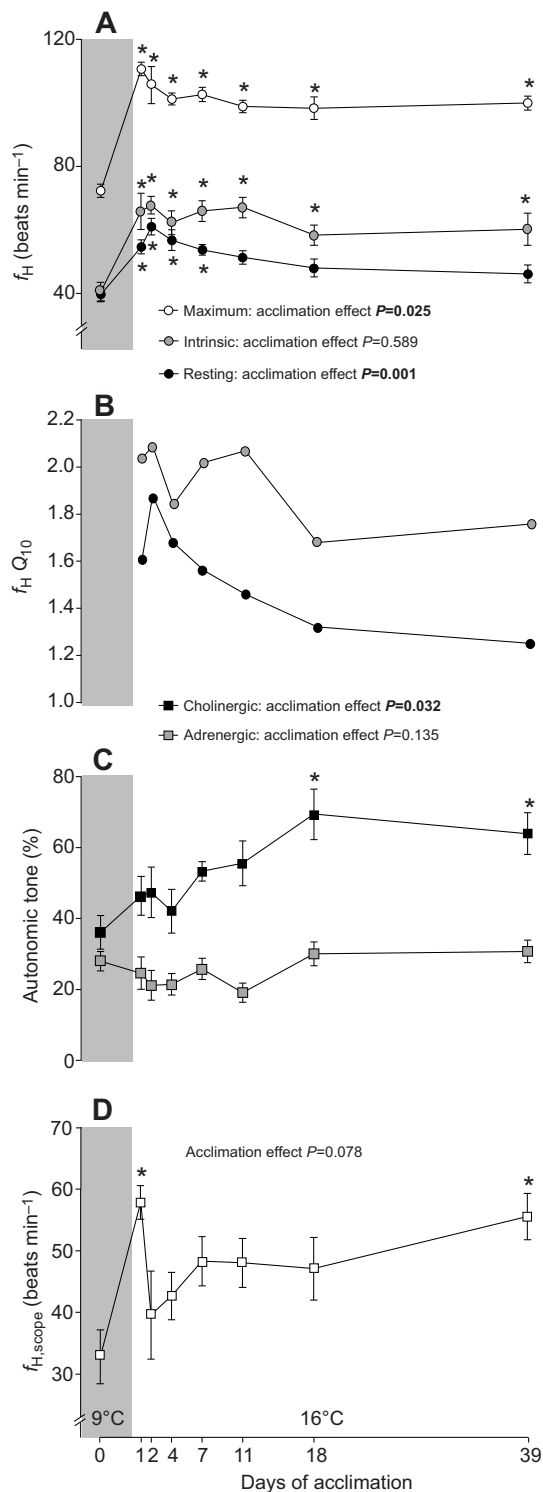 A
120
80
40
fH (beats min–1)
* * * * * * *
* * * * * * *
* * * *
Maximum: acclimation effect P=0.025
Intrinsic: acclimation effect P=0.589
Resting: acclimation effect P=0.001
B
2.2
2.0
1.8
1.6
1.4
1.2
1.0
fH Q10
Cholinergic: acclimation effect P=0.032
Adrenergic: acclimation effect P=0.135
C
80
60
40
20
0
Autonomic tone (%)
* *
D
70
60
50
40
30
fH,scope (beats min–1)
Acclimation effect P=0.078
* *
9°C 16°C
0 1 2 4 7 11 18 39
Days of acclimation